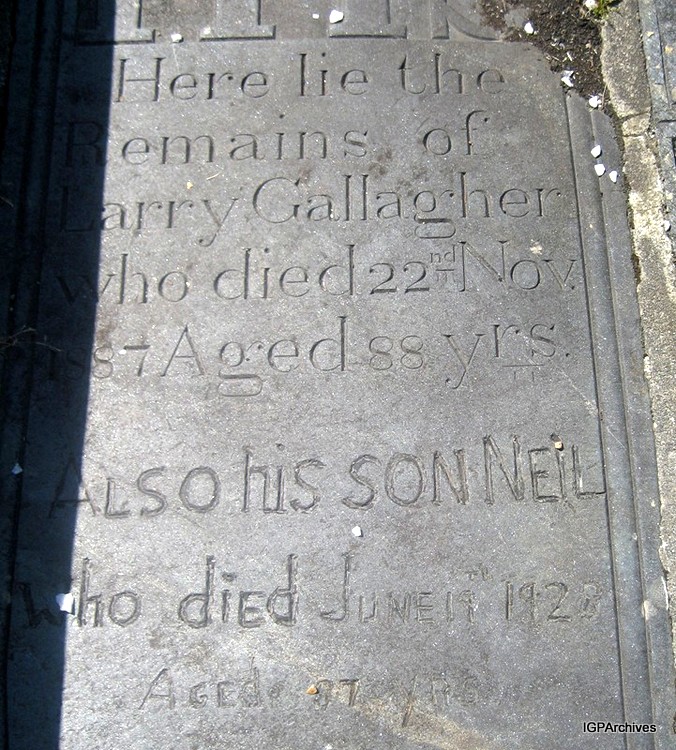 Here lie the
Remains of
Larry Gallagher
who died 22nd Nov.
1887 Aged 88 yrs.
ALSO hiS SON NEiL
Who diEd JUNE 1928
AGED 87 yrs
IGPArchives